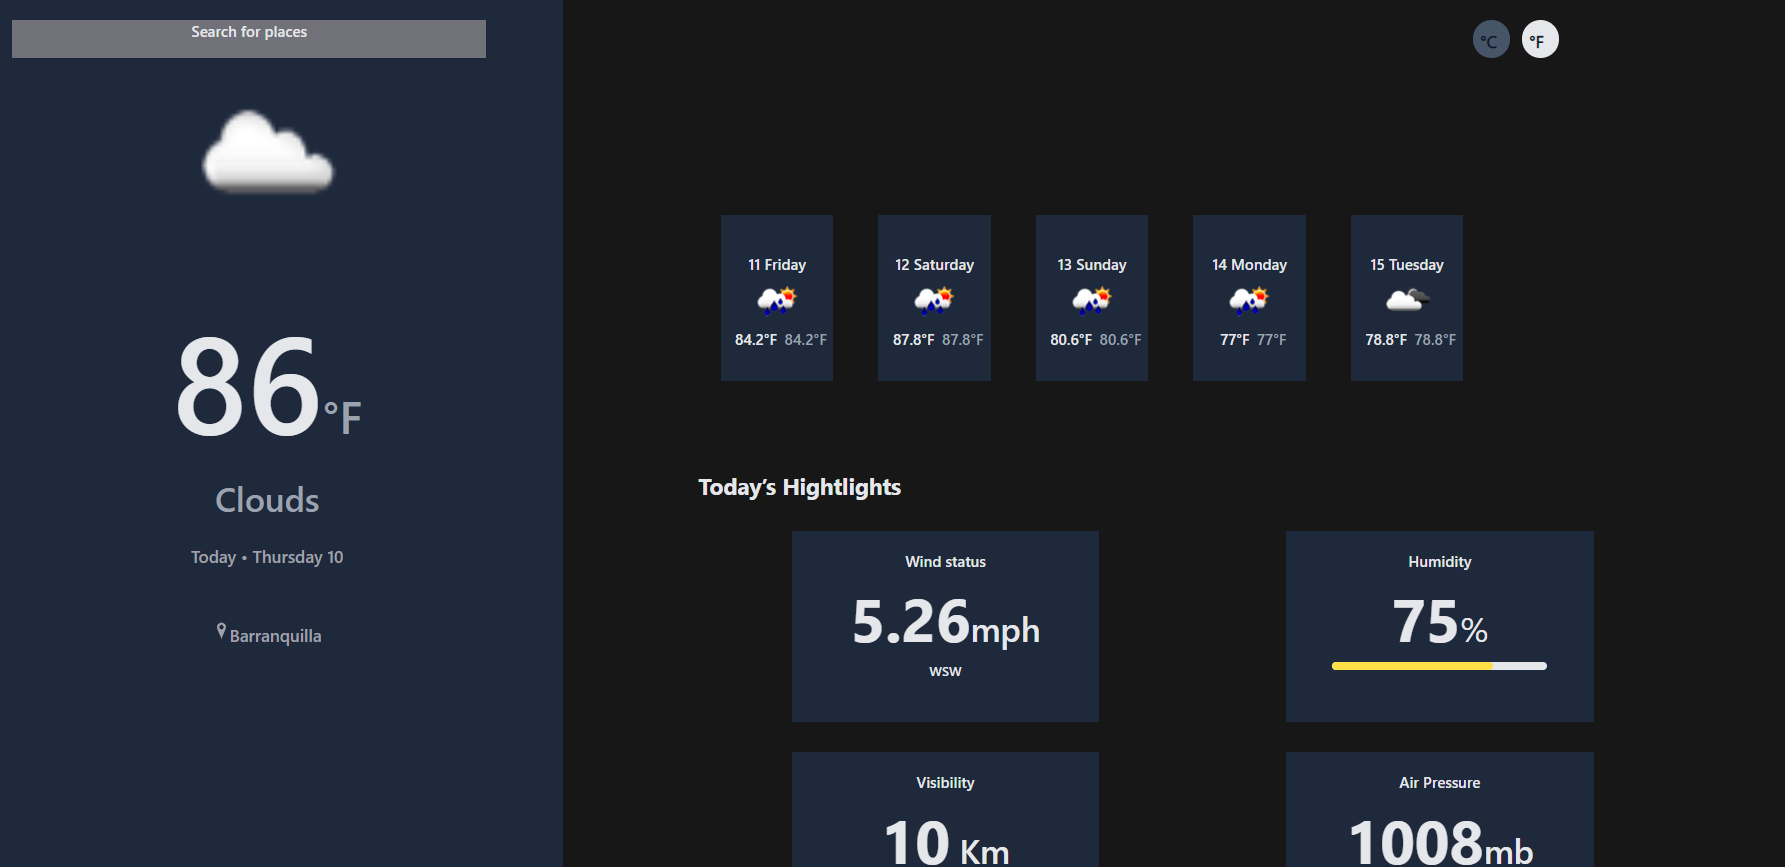 Search for places
86°F
Clouds
Today • Thursday 10
Barranquilla
°C °F
11 Friday
84.2°F 84.2°F
12 Saturday
87.8°F 87.8°F
13 Sunday
80.6°F 80.6°F
14 Monday
77°F 77°F
15 Tuesday
78.8°F 78.8°F
Today’s Hightlights
Wind status
5.26mph
WSW
Humidity
75%
Visibility
10 Km
Air Pressure
1008mb